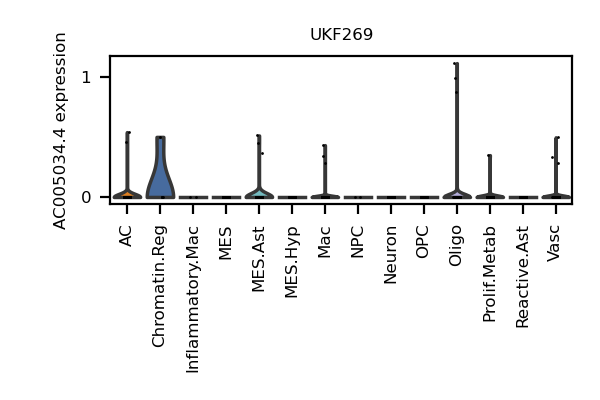 UKF269
AC005034.4 expression
1
0
AC
Chromatin.Reg
Inflammatory.Mac
MES
MES.Ast
MES.Hyp
Mac
NPC
Neuron
OPC
Oligo
Prolif.Metab
Reactive.Ast
Vasc